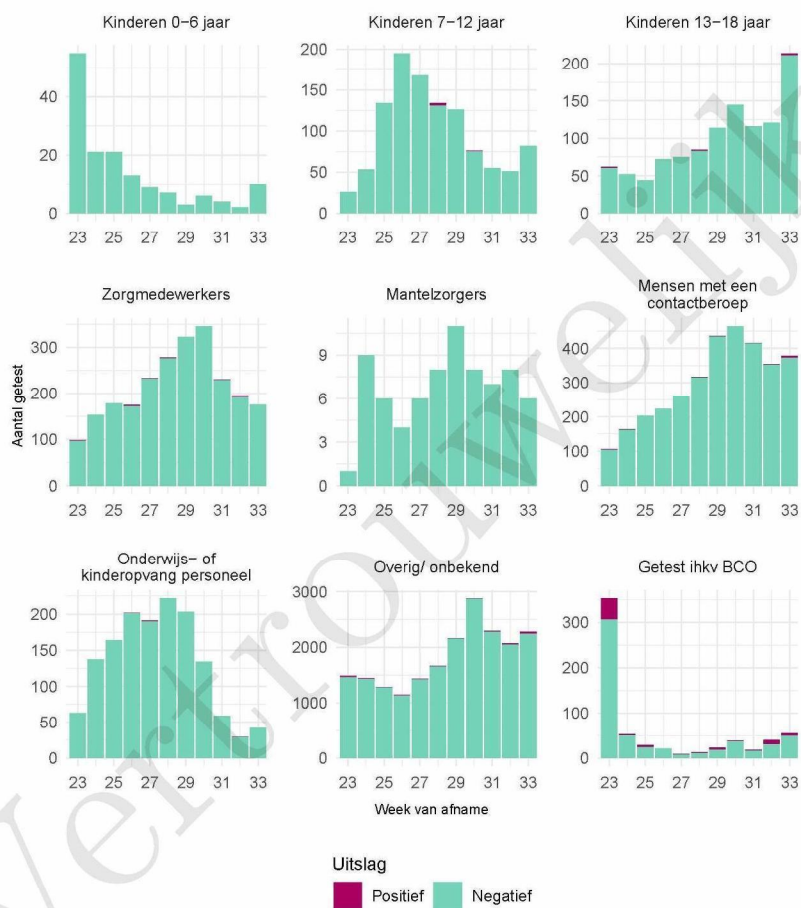 Kinderen 0−6 jaar
40
20
0
23 25 27 29 31 33
Kinderen 7−12 jaar
200
150
100
50
0
23 25 27 29 31 33
Kinderen 13−18 jaar
200
150
100
50
0
23 25 27 29 31 33
Aantal getest
Zorgmedewerkers
300
200
100
0
23 25 27 29 31 33
Mantelzorgers
9
6
3
0
23 25 27 29 31 33
Mensen met een
contactberoep
400
300
200
100
0
23 25 27 29 31 33
Onderwijs− of
kinderopvang personeel
200
150
100
50
0
23 25 27 29 31 33
Overig/ onbekend
3000
2000
1000
0
23 25 27 29 31 33
Getest ihkv BCO
300
200
100
0
23 25 27 29 31 33
Week van afname
Uitslag
Positief Negatief
Vertrouwelijk